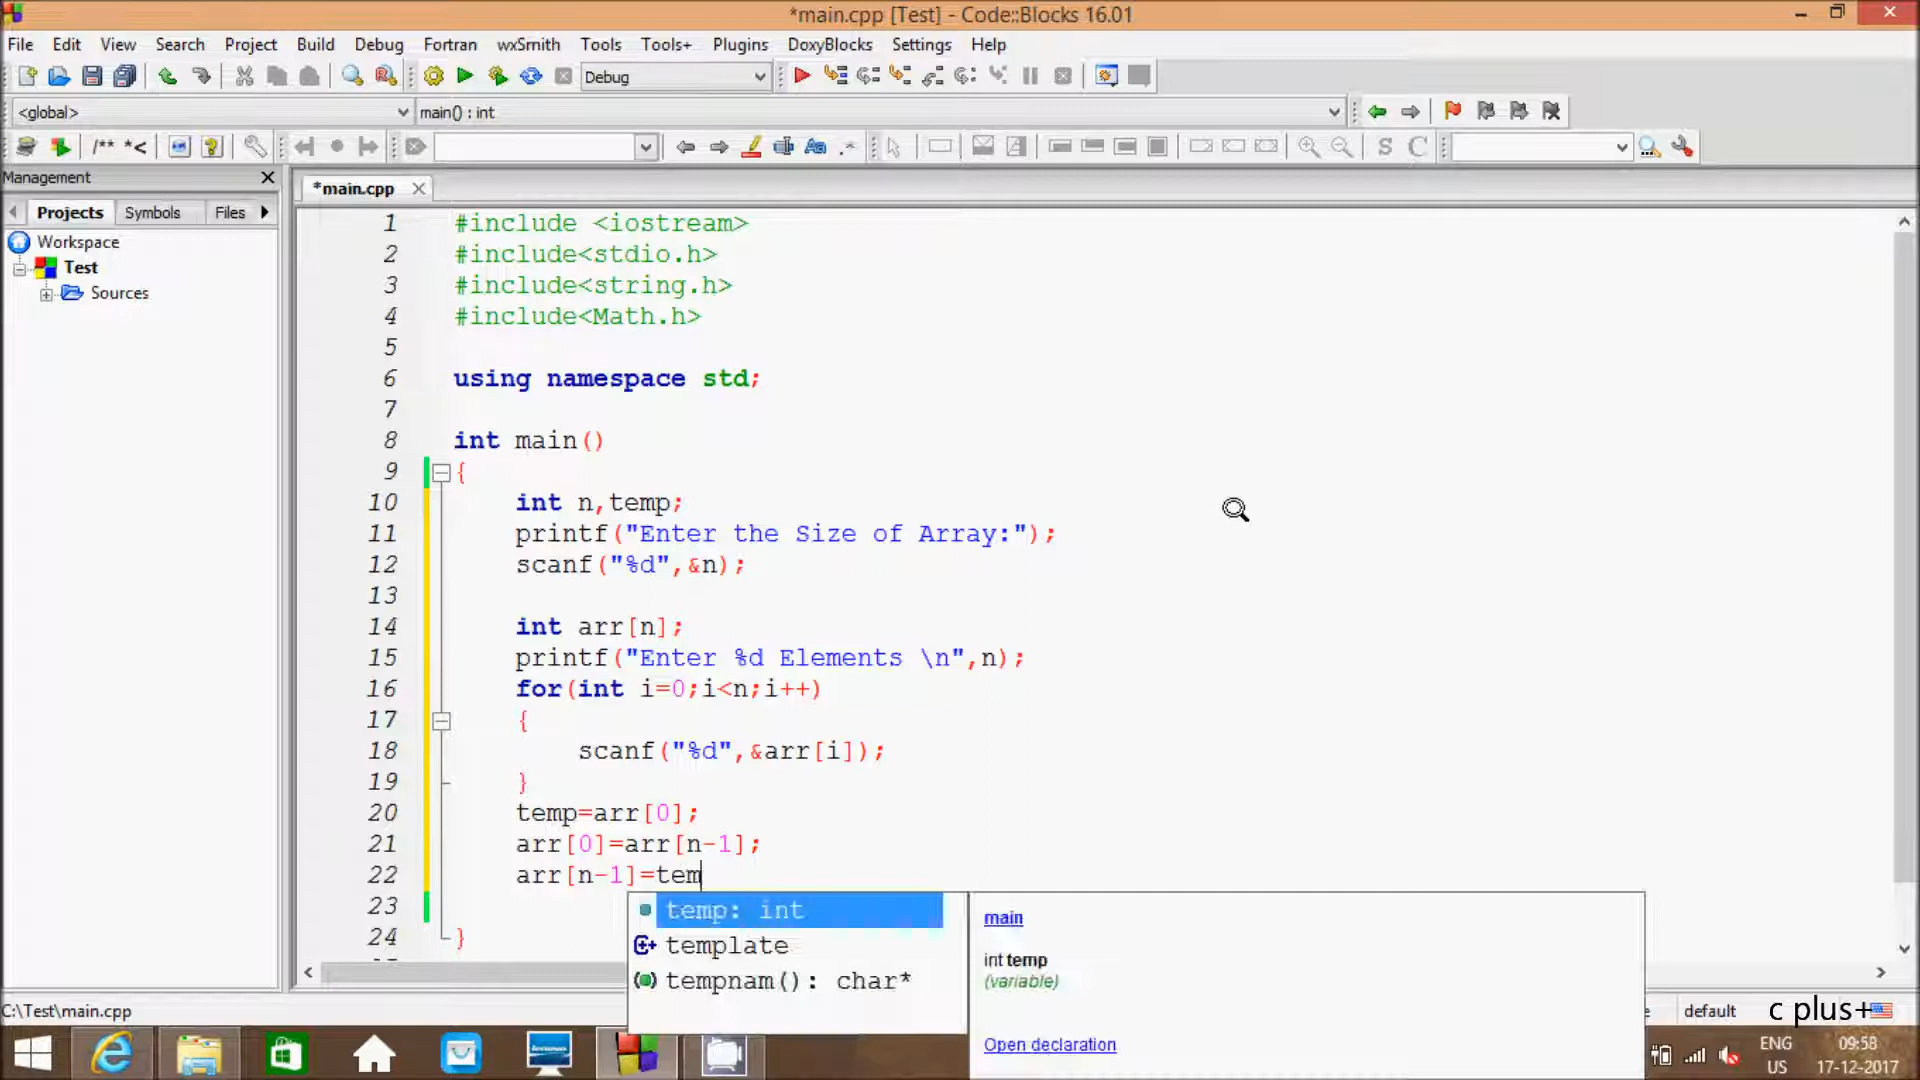 *main.cpp [Test] - Code::Blocks 16.01
File Edit View Search Project Build Debug Fortran wxSmith Tools Tools+ Plugins DoxyBlocks Settings Help
Debug
<global> main() : int
/** *<
S C
Management
*main.cpp
Projects Symbols Files
Workspace
Test
Sources
1 #include <iostream>
2 #include<stdio.h>
3 #include<string.h>
4 #include<Math.h>
5
6 using namespace std;
7
8 int main()
9 {
10 int n,temp;
11 printf("Enter the Size of Array:");
12 scanf("%d",&n);
13
14 int arr[n];
15 printf("Enter %d Elements \n",n);
16 for(int i=0;i<n;i++)
17 {
18 scanf("%d",&arr[i]);
19 }
20 temp=arr[0];
21 arr[0]=arr[n-1];
22 arr[n-1]=tem
23
24 }
temp: int
template
tempnam(): char*
main
int temp
(variable)
Open declaration
C:\Test\main.cpp
default
c plus+
ENG
US
09:58
17-12-2017